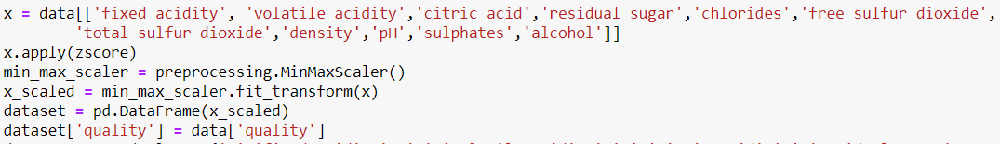 x = data[['fixed acidity', 'volatile acidity','citric acid','residual sugar','chlorides','free sulfur dioxide',
'total sulfur dioxide','density','pH','sulphates','alcohol']]
x.apply(zscore)
min_max_scaler = preprocessing.MinMaxScaler()
x_scaled = min_max_scaler.fit_transform(x)
dataset = pd.DataFrame(x_scaled)
dataset['quality'] = data['quality']